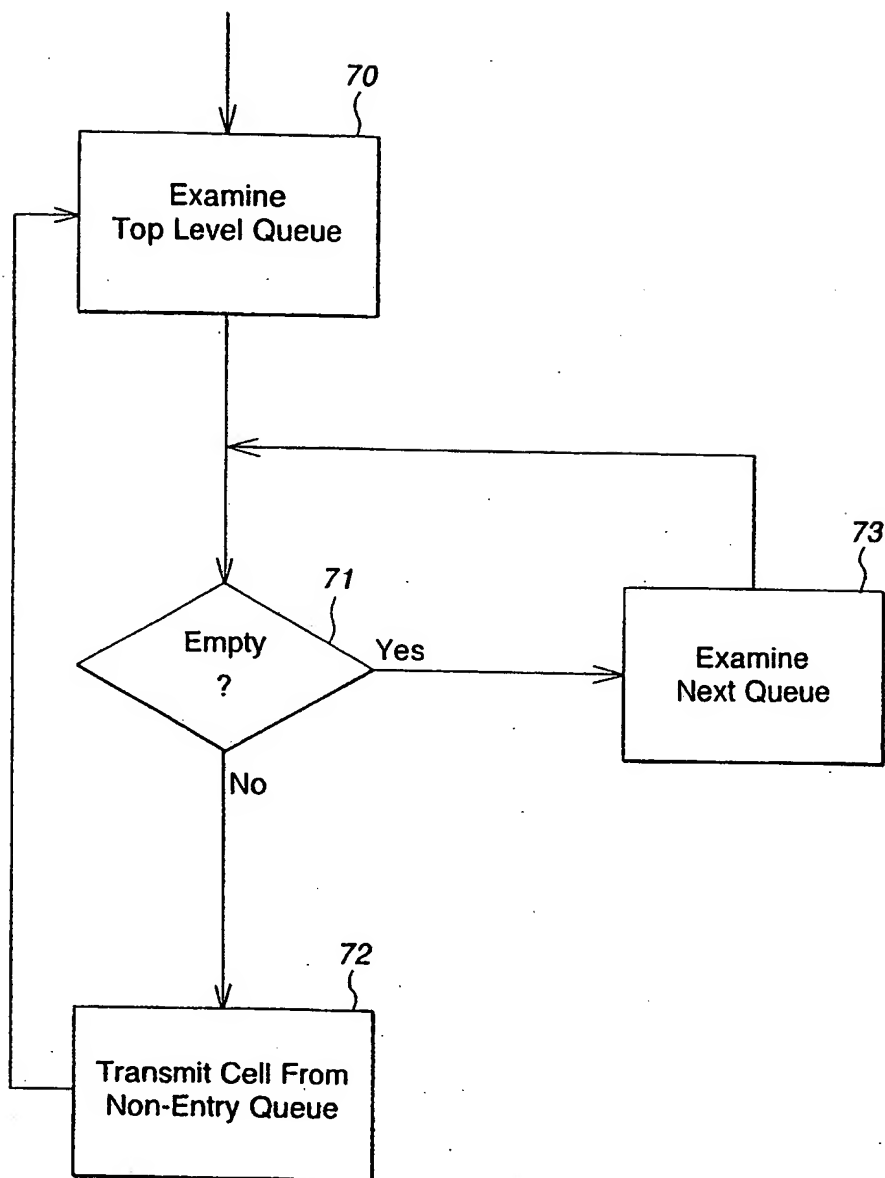 70
Examine
Top Level Queue
71
Empty
?
Yes
73
Examine
Next Queue
No
72
Transmit Cell From
Non-Entry Queue